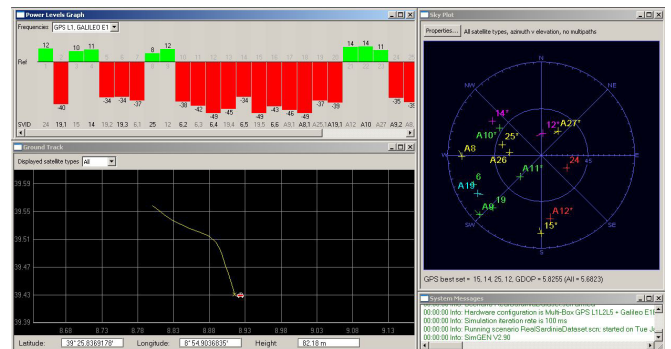 Power Levels Graph
Frequencies GPS L1, GALILEO E1
12 10 11 8 12 14 14 11
Rel
-40 -34 -34 -37 -38 -42 -49 -45 -34 -49 -43 -46 -49 -37 -39 -35
SVID 24 19,1 15 14 19,2 19,3 6,1 25 12 6,2 6,3 6,4 19,4 6,5 19,5 6,6 A9,1 A8,1 A25,1 A19,1 A12 A10 A27 A9,2 A8
Ground Track
Displayed satellite types All
39.59
39.55
39.51
39.47
39.43
39.39
8.68 8.73 8.78 8.83 8.88 8.93 8.98 9.03 9.08 9.13
Latitude: 39°25.8369178' Longitude: 8°54.9036835' Height: 82.18 m
Sky Plot
Properties... All satellite types, azimuth v elevation, no multipaths
N
NW NE
14°
12° A27°
A10°
25°
A8
W A26 45 E
24
A11°
6
A19
19
A9
A12°
15°
SW SE
S
GPS best set = 15, 14, 25, 12, GDOP = 5.8255 (All = 5.6823)
System Messages
00:00:00 Info: Hardware configuration is Multi-Box GPS L1L2L5 + Galileo E1
00:00:00 Info: Simulation iteration rate is 100 ms
00:00:00 Info: Running scenario RealSardiniaDataset.scn, started on Tue
00:00:00 Info: SimGEN V2.90